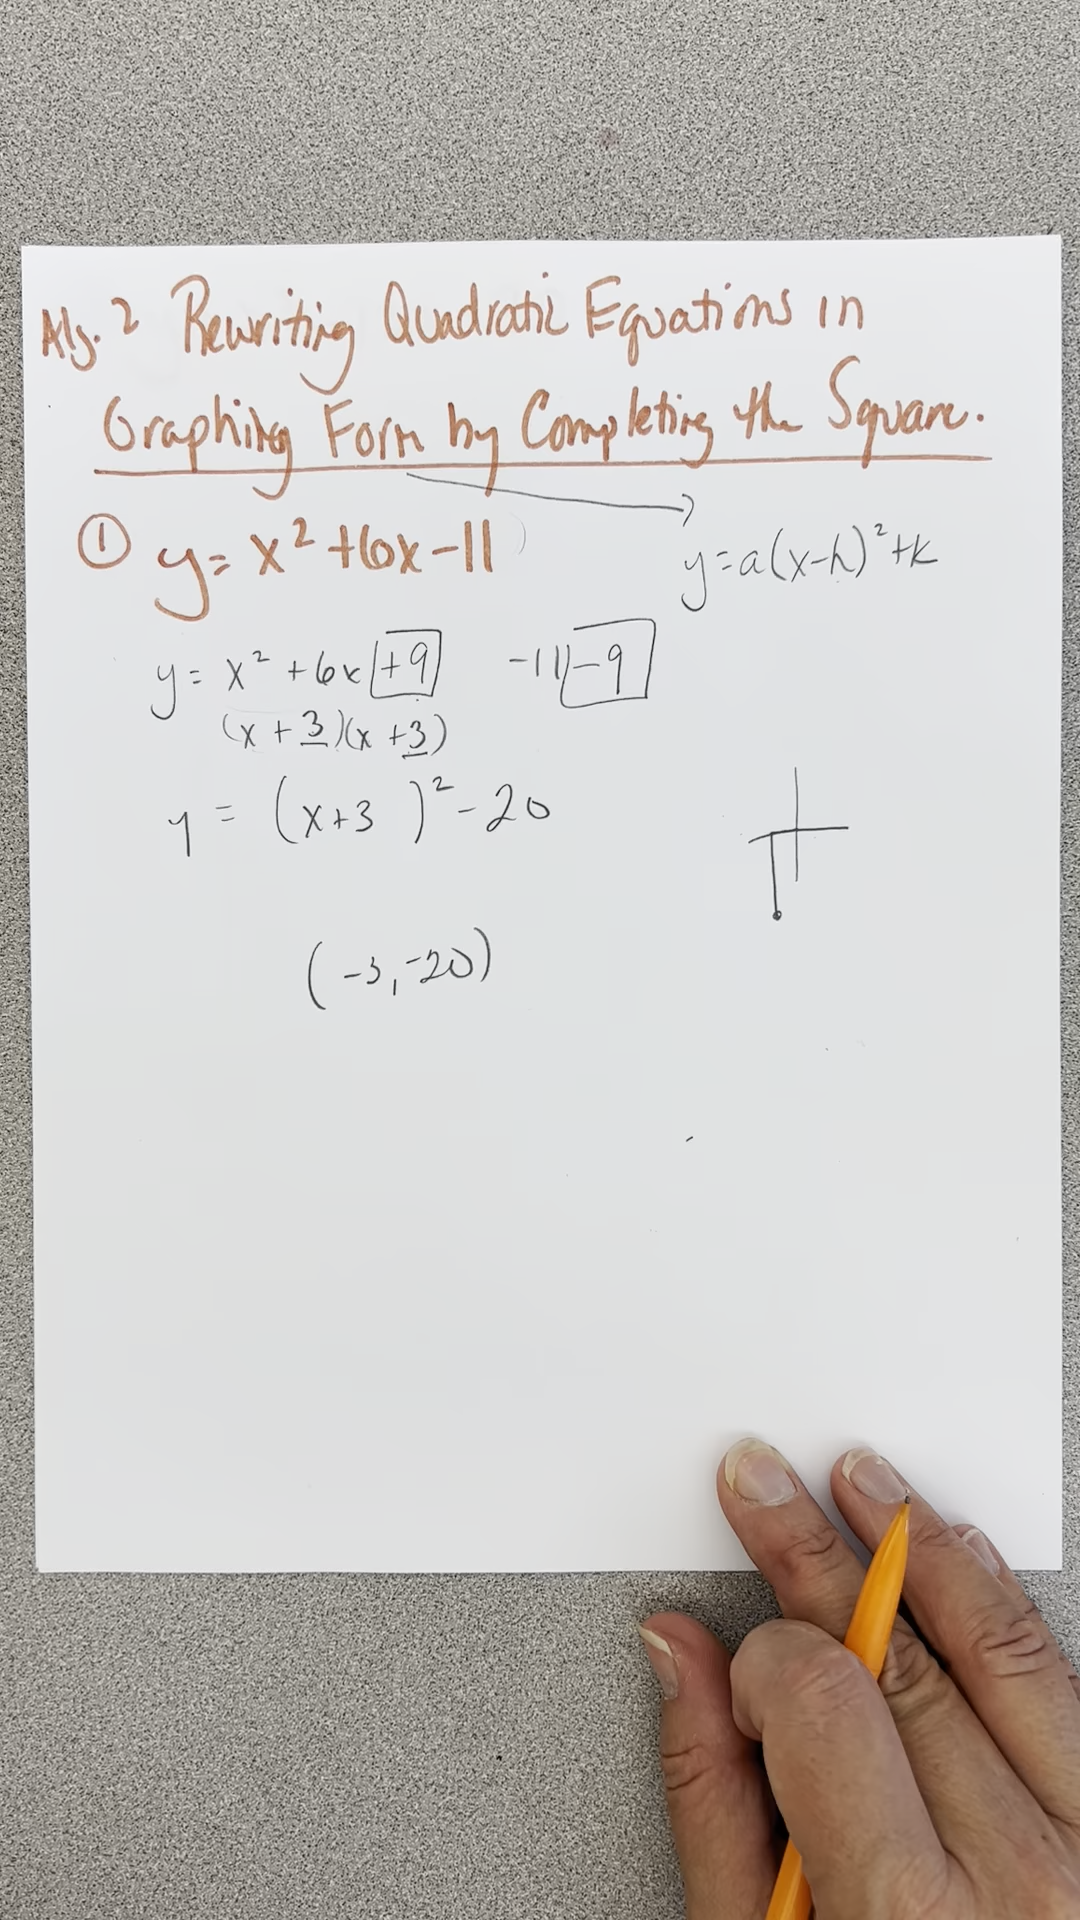 Alg. 2 Rewriting Quadratic Equations in
Graphing Form by Completing the Square.
① y = x² + 6x - 11
y = a(x-h)² + k
y = x² + 6x +9 -11 -9
(x + 3)(x + 3)
y = (x+3 )² - 20
(-3, -20)